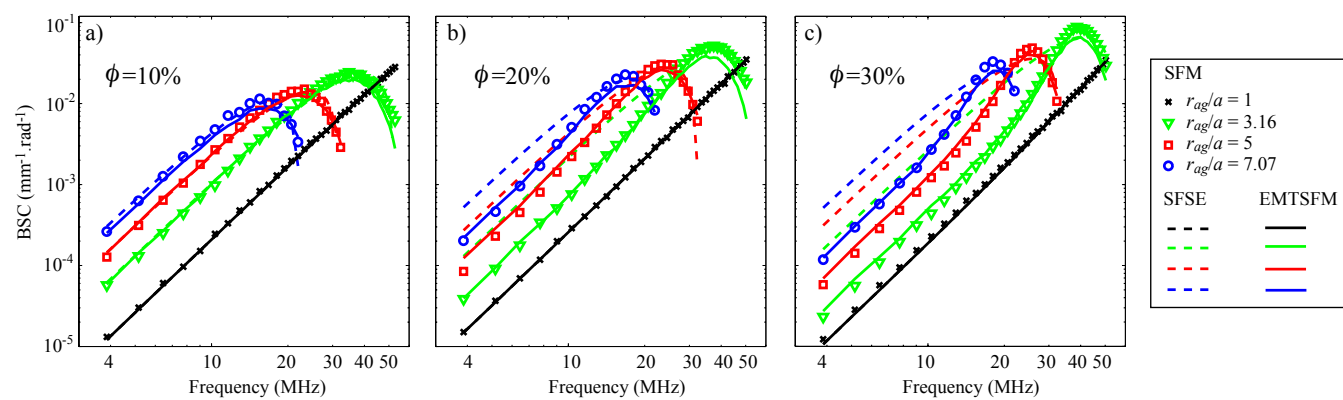 a)
ϕ=10%
BSC (mm⁻¹.rad⁻¹)
10⁻¹
10⁻²
10⁻³
10⁻⁴
10⁻⁵
4 10 20 30 40 50
Frequency (MHz)
b)
ϕ=20%
4 10 20 30 40 50
Frequency (MHz)
c)
ϕ=30%
4 10 20 30 40 50
Frequency (MHz)
SFM
r_ag/a = 1
r_ag/a = 3.16
r_ag/a = 5
r_ag/a = 7.07
SFSE EMTSFM